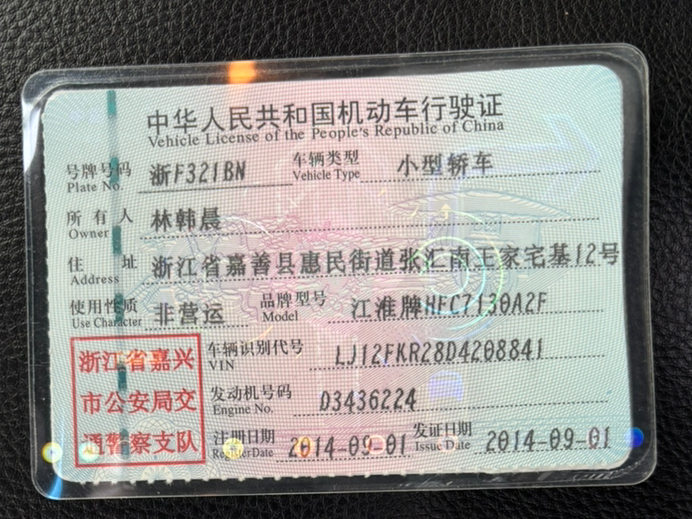 中华人民共和国机动车行驶证
Vehicle License of the People's Republic of China
号牌号码 浙F321BN 车辆类型 小型轿车
Plate No. Vehicle Type
所有人 林韩晨
Owner
住址 浙江省嘉善县惠民街道张汇南王家宅基12号
Address
使用性质 非营运 品牌型号 江淮牌HFC7130A2F
Use Character Model
浙江省嘉兴 车辆识别代号 LJ12FKR28D4208841
VIN
市公安局交 发动机号码 D3436224
Engine No.
通警察支队 注册日期 2014-09-01 发证日期 2014-09-01
Register Date Issue Date